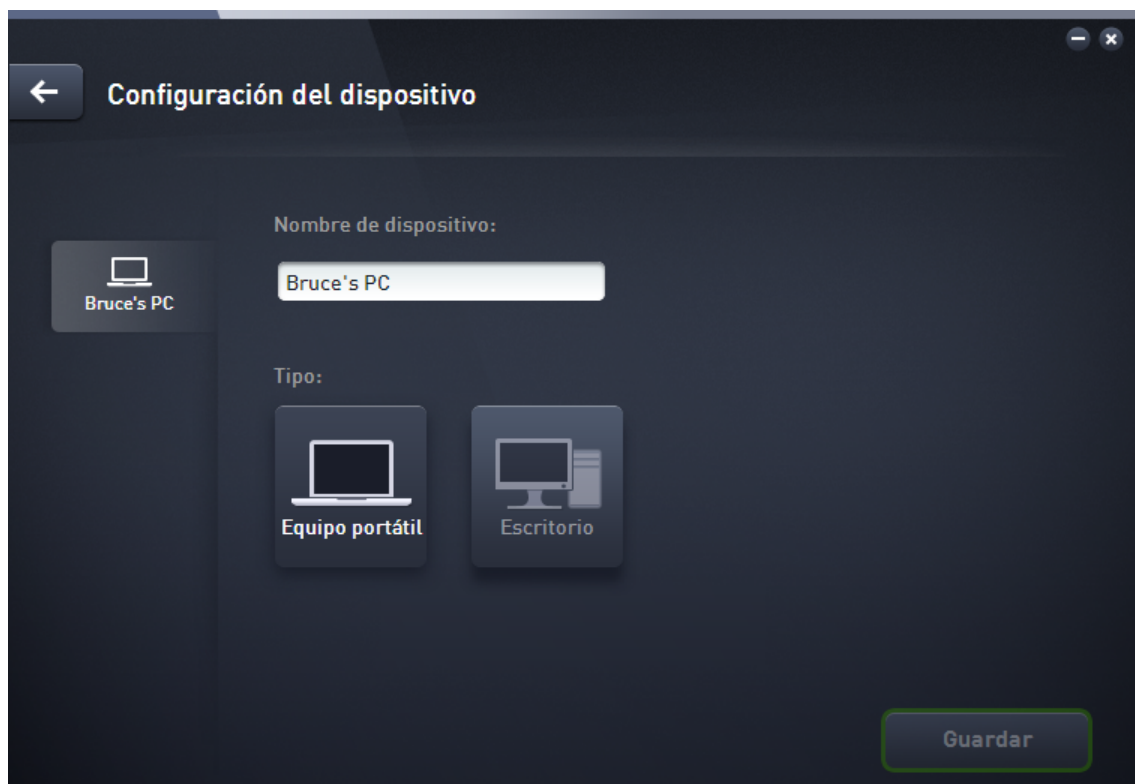 Configuración del dispositivo
Nombre de dispositivo:
Bruce's PC
Bruce's PC
Tipo:
Equipo portátil
Escritorio
Guardar